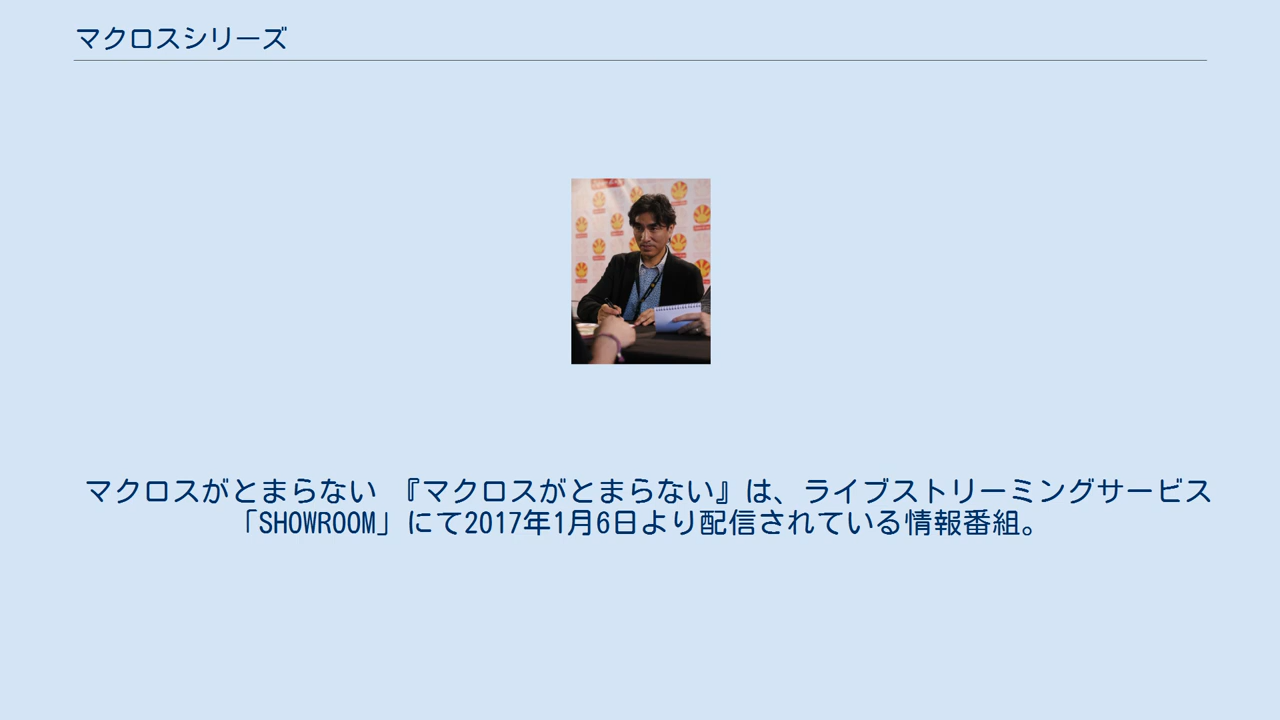 マクロスシリーズ
マクロスがとまらない 『マクロスがとまらない』は、ライブストリーミングサービス
「SHOWROOM」にて2017年1月6日より配信されている情報番組。